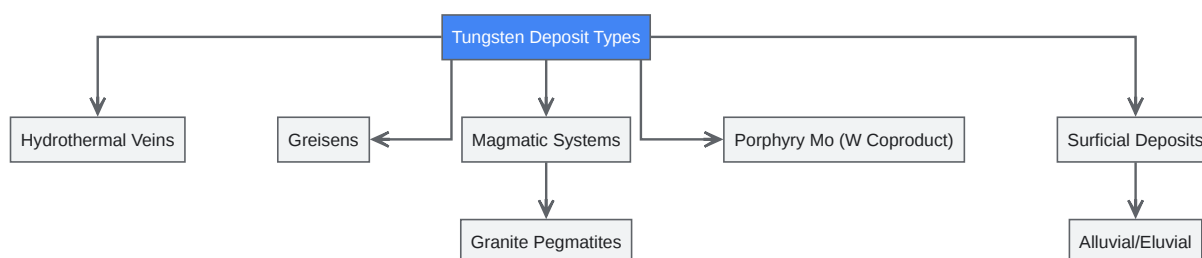 Tungsten Deposit Types
Hydrothermal Veins
Greisens
Magmatic Systems
Porphyry Mo (W Coproduct)
Surficial Deposits
Granite Pegmatites
Alluvial/Eluvial